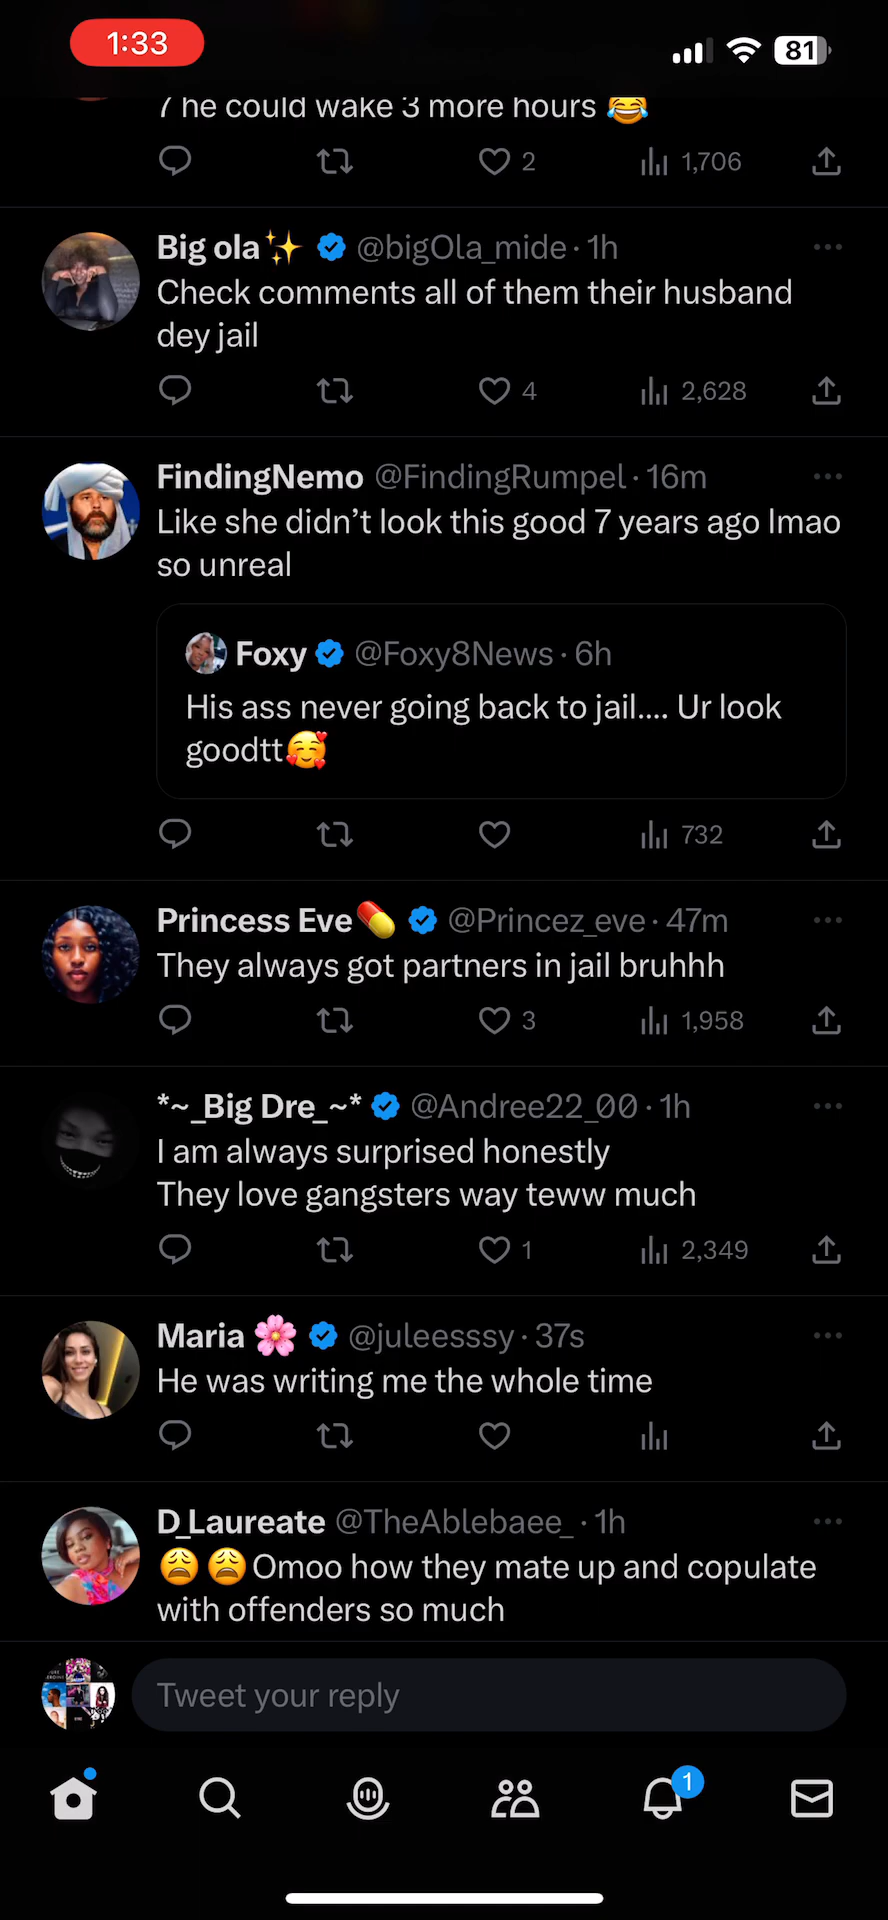 1:33
81
7 he could wake 3 more hours 😂
2 1,706
Big ola✨ @bigOla_mide · 1h
Check comments all of them their husband
dey jail
4 2,628
FindingNemo @FindingRumpel · 16m
Like she didn't look this good 7 years ago lmao
so unreal
Foxy @Foxy8News · 6h
His ass never going back to jail.... Ur look
goodtt🥰
732
Princess Eve💊 @Princez_eve · 47m
They always got partners in jail bruhhh
3 1,958
*~_Big Dre_~* @Andree22_00 · 1h
I am always surprised honestly
They love gangsters way teww much
1 2,349
Maria 🌸 @juleesssy · 37s
He was writing me the whole time
D_Laureate @TheAblebaee_ · 1h
😩 😩 Omoo how they mate up and copulate
with offenders so much
Tweet your reply
1